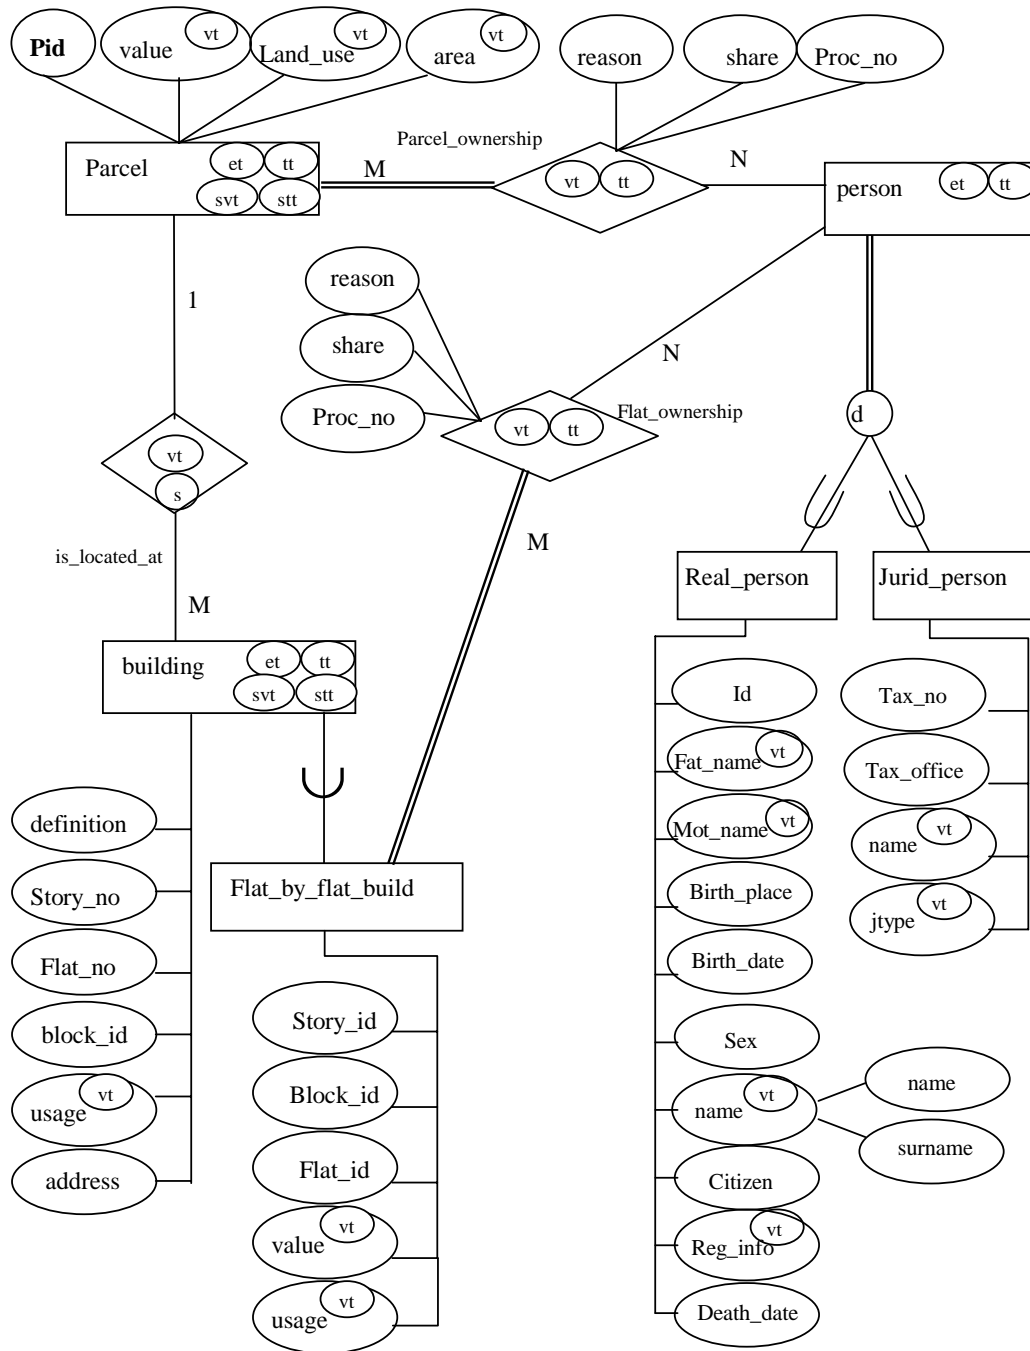 Pid
value vt
Land_use vt
area vt
reason
share
Proc_no
Parcel et tt
svt stt
M
Parcel_ownership
vt tt
N
person et tt
1
reason
share
Proc_no
vt tt
Flat_ownership
N
M
d
vt
s
is_located_at
M
building et tt
svt stt
Real_person
Jurid_person
definition
Story_no
Flat_no
block_id
usage vt
address
Flat_by_flat_build
Story_id
Block_id
Flat_id
value vt
usage vt
Id
Fat_name vt
Mot_name vt
Birth_place
Birth_date
Sex
name vt
name
surname
Citizen
Reg_info vt
Death_date
Tax_no
Tax_office
name vt
jtype vt